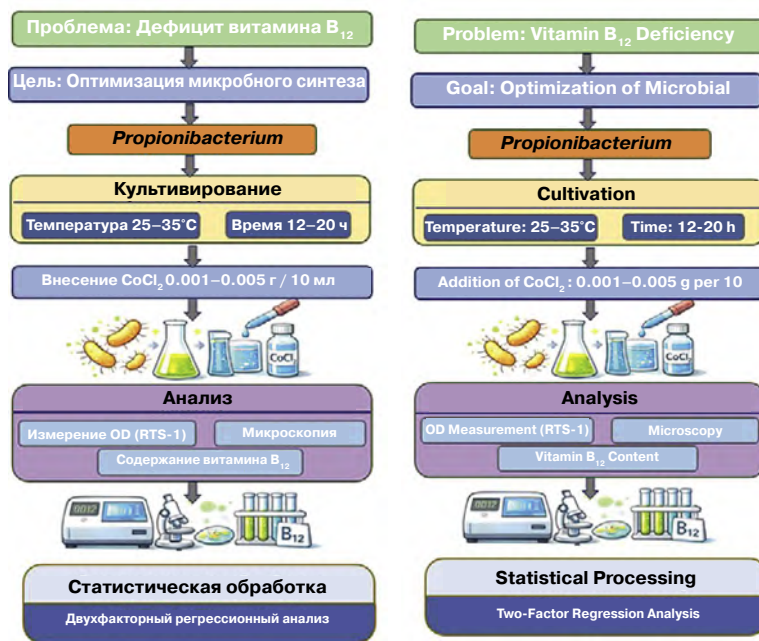 Проблема: Дефицит витамина B₁₂
Цель: Оптимизация микробного синтеза
Propionibacterium
Культивирование
Температура 25–35°C
Время 12–20 ч
Внесение CoCl₂ 0.001–0.005 г / 10 мл
CoCl₂
Анализ
Измерение OD (RTS-1)
Микроскопия
Содержание витамина B₁₂
0012
B₁₂
Статистическая обработка
Двухфакторный регрессионный анализ
Problem: Vitamin B₁₂ Deficiency
Goal: Optimization of Microbial
Propionibacterium
Cultivation
Temperature: 25–35°C
Time: 12-20 h
Addition of CoCl₂ : 0.001–0.005 g per 10
CoCl₂
Analysis
OD Measurement (RTS-1)
Microscopy
Vitamin B₁₂ Content
0012
B₁₂
Statistical Processing
Two-Factor Regression Analysis